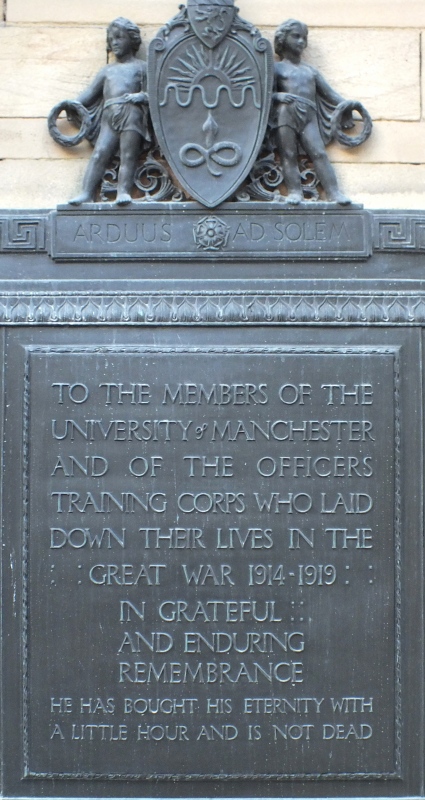 ARDUUS AD SOLEM
TO THE MEMBERS OF THE
UNIVERSITY of MANCHESTER
AND OF THE OFFICERS
TRAINING CORPS WHO LAID
DOWN THEIR LIVES IN THE
: : GREAT WAR 1914-1919 : :
IN GRATEFUL ::
AND ENDURING
REMEMBRANCE
HE HAS BOUGHT HIS ETERNITY WITH
A LITTLE HOUR AND IS NOT DEAD